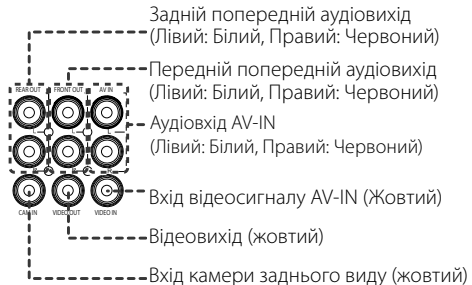 Задній попередній аудіовихід
(Лівий: Білий, Правий: Червоний)
Передній попередній аудіовихід
(Лівий: Білий, Правий: Червоний)
REAR OUT FRONT OUT AV IN
Аудіовхід AV-IN
(Лівий: Білий, Правий: Червоний)
L L L
R R R
Вхід відеосигналу AV-IN (Жовтий)
CAM IN VIDEO OUT VIDEO IN
Відеовихід (жовтий)
Вхід камери заднього виду (жовтий)